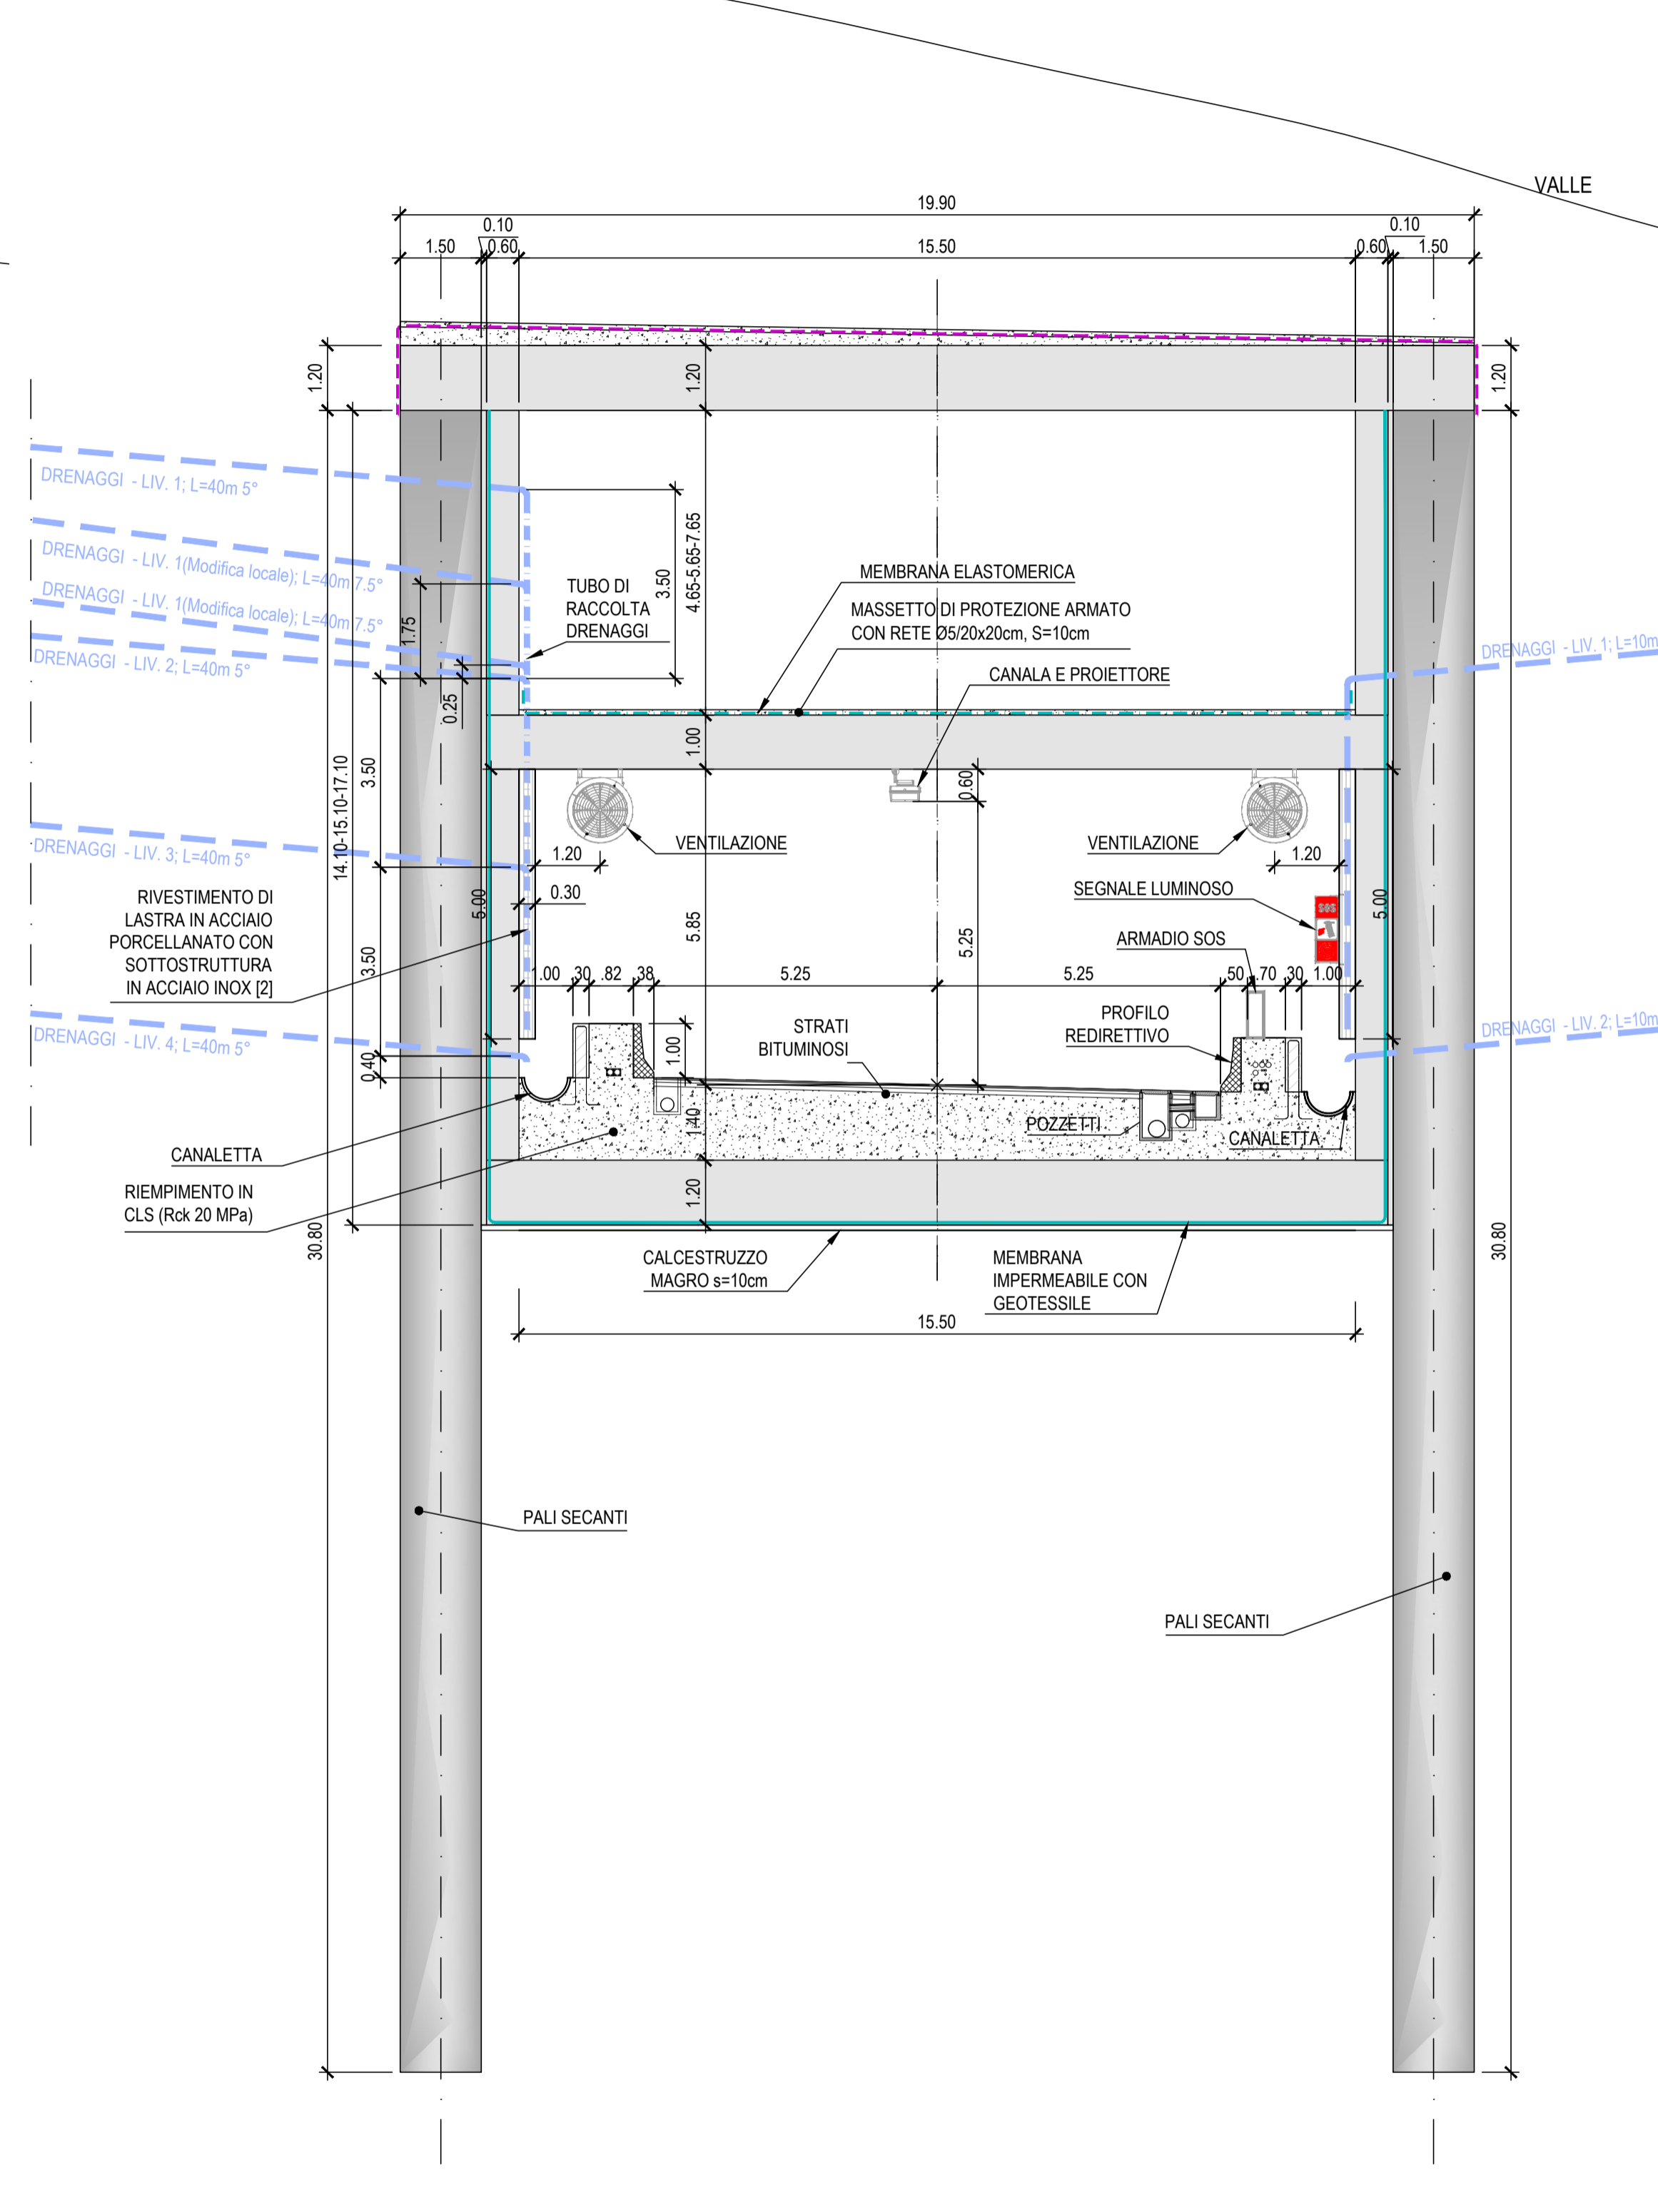 VALLE
19.90
0.10
0.10
1.50
0.60
15.50
0.60
1.50
1.20
1.20
1.20
DRENAGGI - LIV. 1; L=40m 5°
DRENAGGI - LIV. 1(Modifica locale); L=40m 7.5°
DRENAGGI - LIV. 1(Modifica locale); L=40m 7.5°
DRENAGGI - LIV. 2; L=40m 5°
1.75
0.25
TUBO DI
RACCOLTA
DRENAGGI
3.50
4.65-5.65-7.65
MEMBRANA ELASTOMERICA
MASSETTO DI PROTEZIONE ARMATO
CON RETE Ø5/20x20cm, S=10cm
CANALA E PROIETTORE
DRENAGGI - LIV. 1; L=10m
1.00
0.60
14.10-15.10-17.10
3.50
DRENAGGI - LIV. 3; L=40m 5°
VENTILAZIONE
VENTILAZIONE
1.20
1.20
0.30
5.00
5.85
5.25
5.00
SEGNALE LUMINOSO
SOS
ARMADIO SOS
RIVESTIMENTO DI
LASTRA IN ACCIAIO
PORCELLANATO CON
SOTTOSTRUTTURA
IN ACCIAIO INOX [2]
3.50
1.00
.30
.82
.38
5.25
5.25
.50
.70
.30
1.00
PROFILO
REDIRETTIVO
STRATI
BITUMINOSI
1.00
DRENAGGI - LIV. 4; L=40m 5°
DRENAGGI - LIV. 2; L=10m
0.40
1.40
POZZETTI
CANALETTA
CANALETTA
RIEMPIMENTO IN
CLS (Rck 20 MPa)
1.20
30.80
30.80
CALCESTRUZZO
MAGRO s=10cm
MEMBRANA
IMPERMEABILE CON
GEOTESSILE
15.50
PALI SECANTI
PALI SECANTI